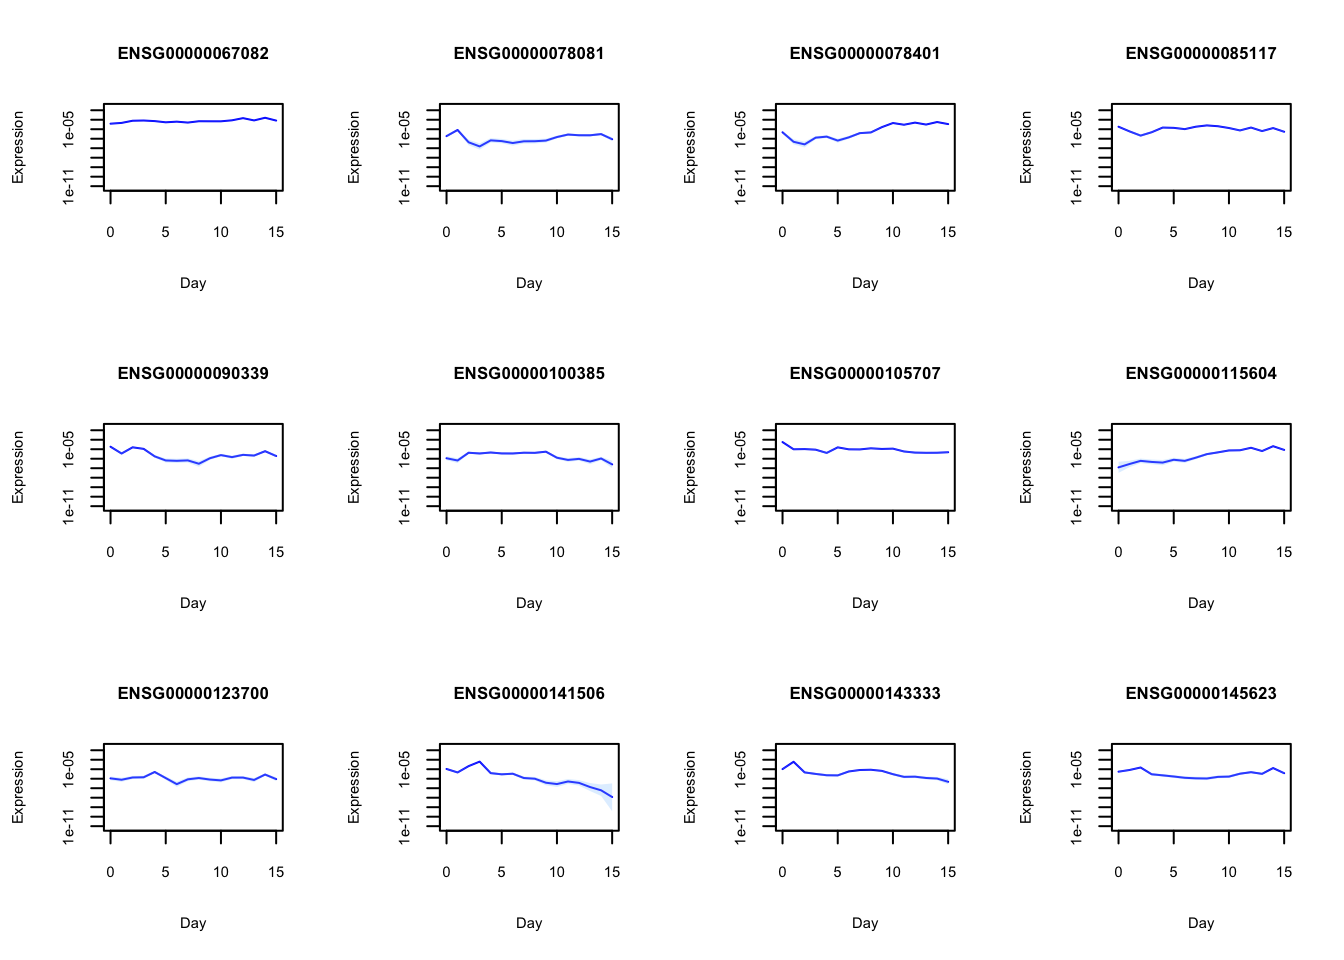 ENSG00000067082
Expression
1e-11 1e-05
0 5 10 15
Day
ENSG00000078081
Expression
1e-11 1e-05
0 5 10 15
Day
ENSG00000078401
Expression
1e-11 1e-05
0 5 10 15
Day
ENSG00000085117
Expression
1e-11 1e-05
0 5 10 15
Day
ENSG00000090339
Expression
1e-11 1e-05
0 5 10 15
Day
ENSG00000100385
Expression
1e-11 1e-05
0 5 10 15
Day
ENSG00000105707
Expression
1e-11 1e-05
0 5 10 15
Day
ENSG00000115604
Expression
1e-11 1e-05
0 5 10 15
Day
ENSG00000123700
Expression
1e-11 1e-05
0 5 10 15
Day
ENSG00000141506
Expression
1e-11 1e-05
0 5 10 15
Day
ENSG00000143333
Expression
1e-11 1e-05
0 5 10 15
Day
ENSG00000145623
Expression
1e-11 1e-05
0 5 10 15
Day